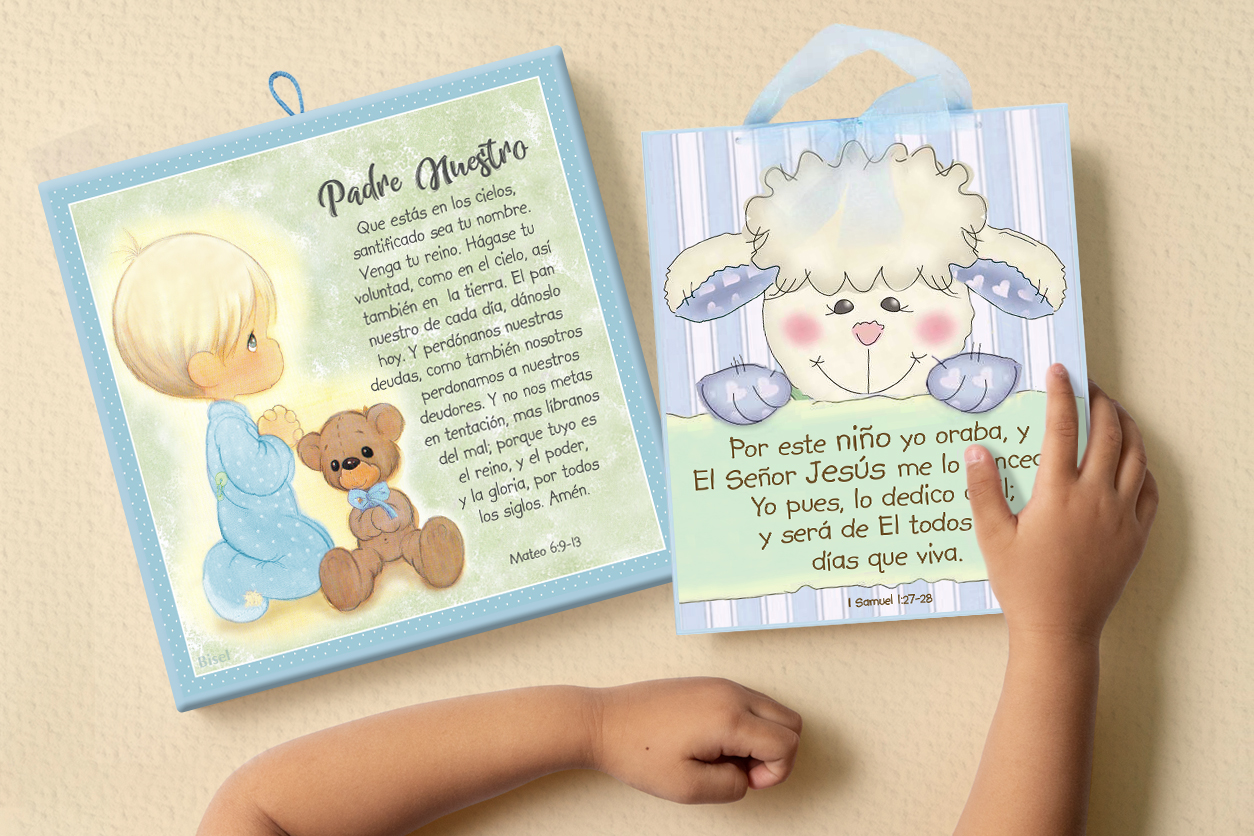 Padre Nuestro
Que estás en los cielos,
santificado sea tu nombre.
Venga tu reino. Hágase tu
voluntad, como en el cielo, así
también en la tierra. El pan
nuestro de cada día, dánoslo
hoy. Y perdónanos nuestras
deudas, como también nosotros
perdonamos a nuestros
deudores. Y no nos metas
en tentación, mas líbranos
del mal; porque tuyo es
el reino, y el poder,
y la gloria, por todos
los siglos. Amén.
Mateo 6:9-13
Bisel
Por este niño yo oraba, y
El Señor Jesús me lo
Yo pues, lo dedico
y será de El todos
días que viva.
1 Samuel 1:27-28